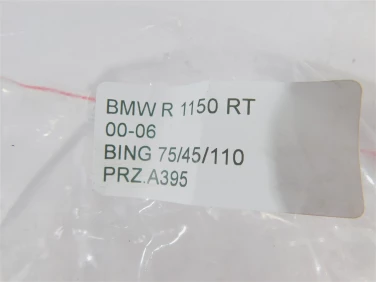 BMW R 1150 RT
00-06
BING 75/45/110
PRZ.A395